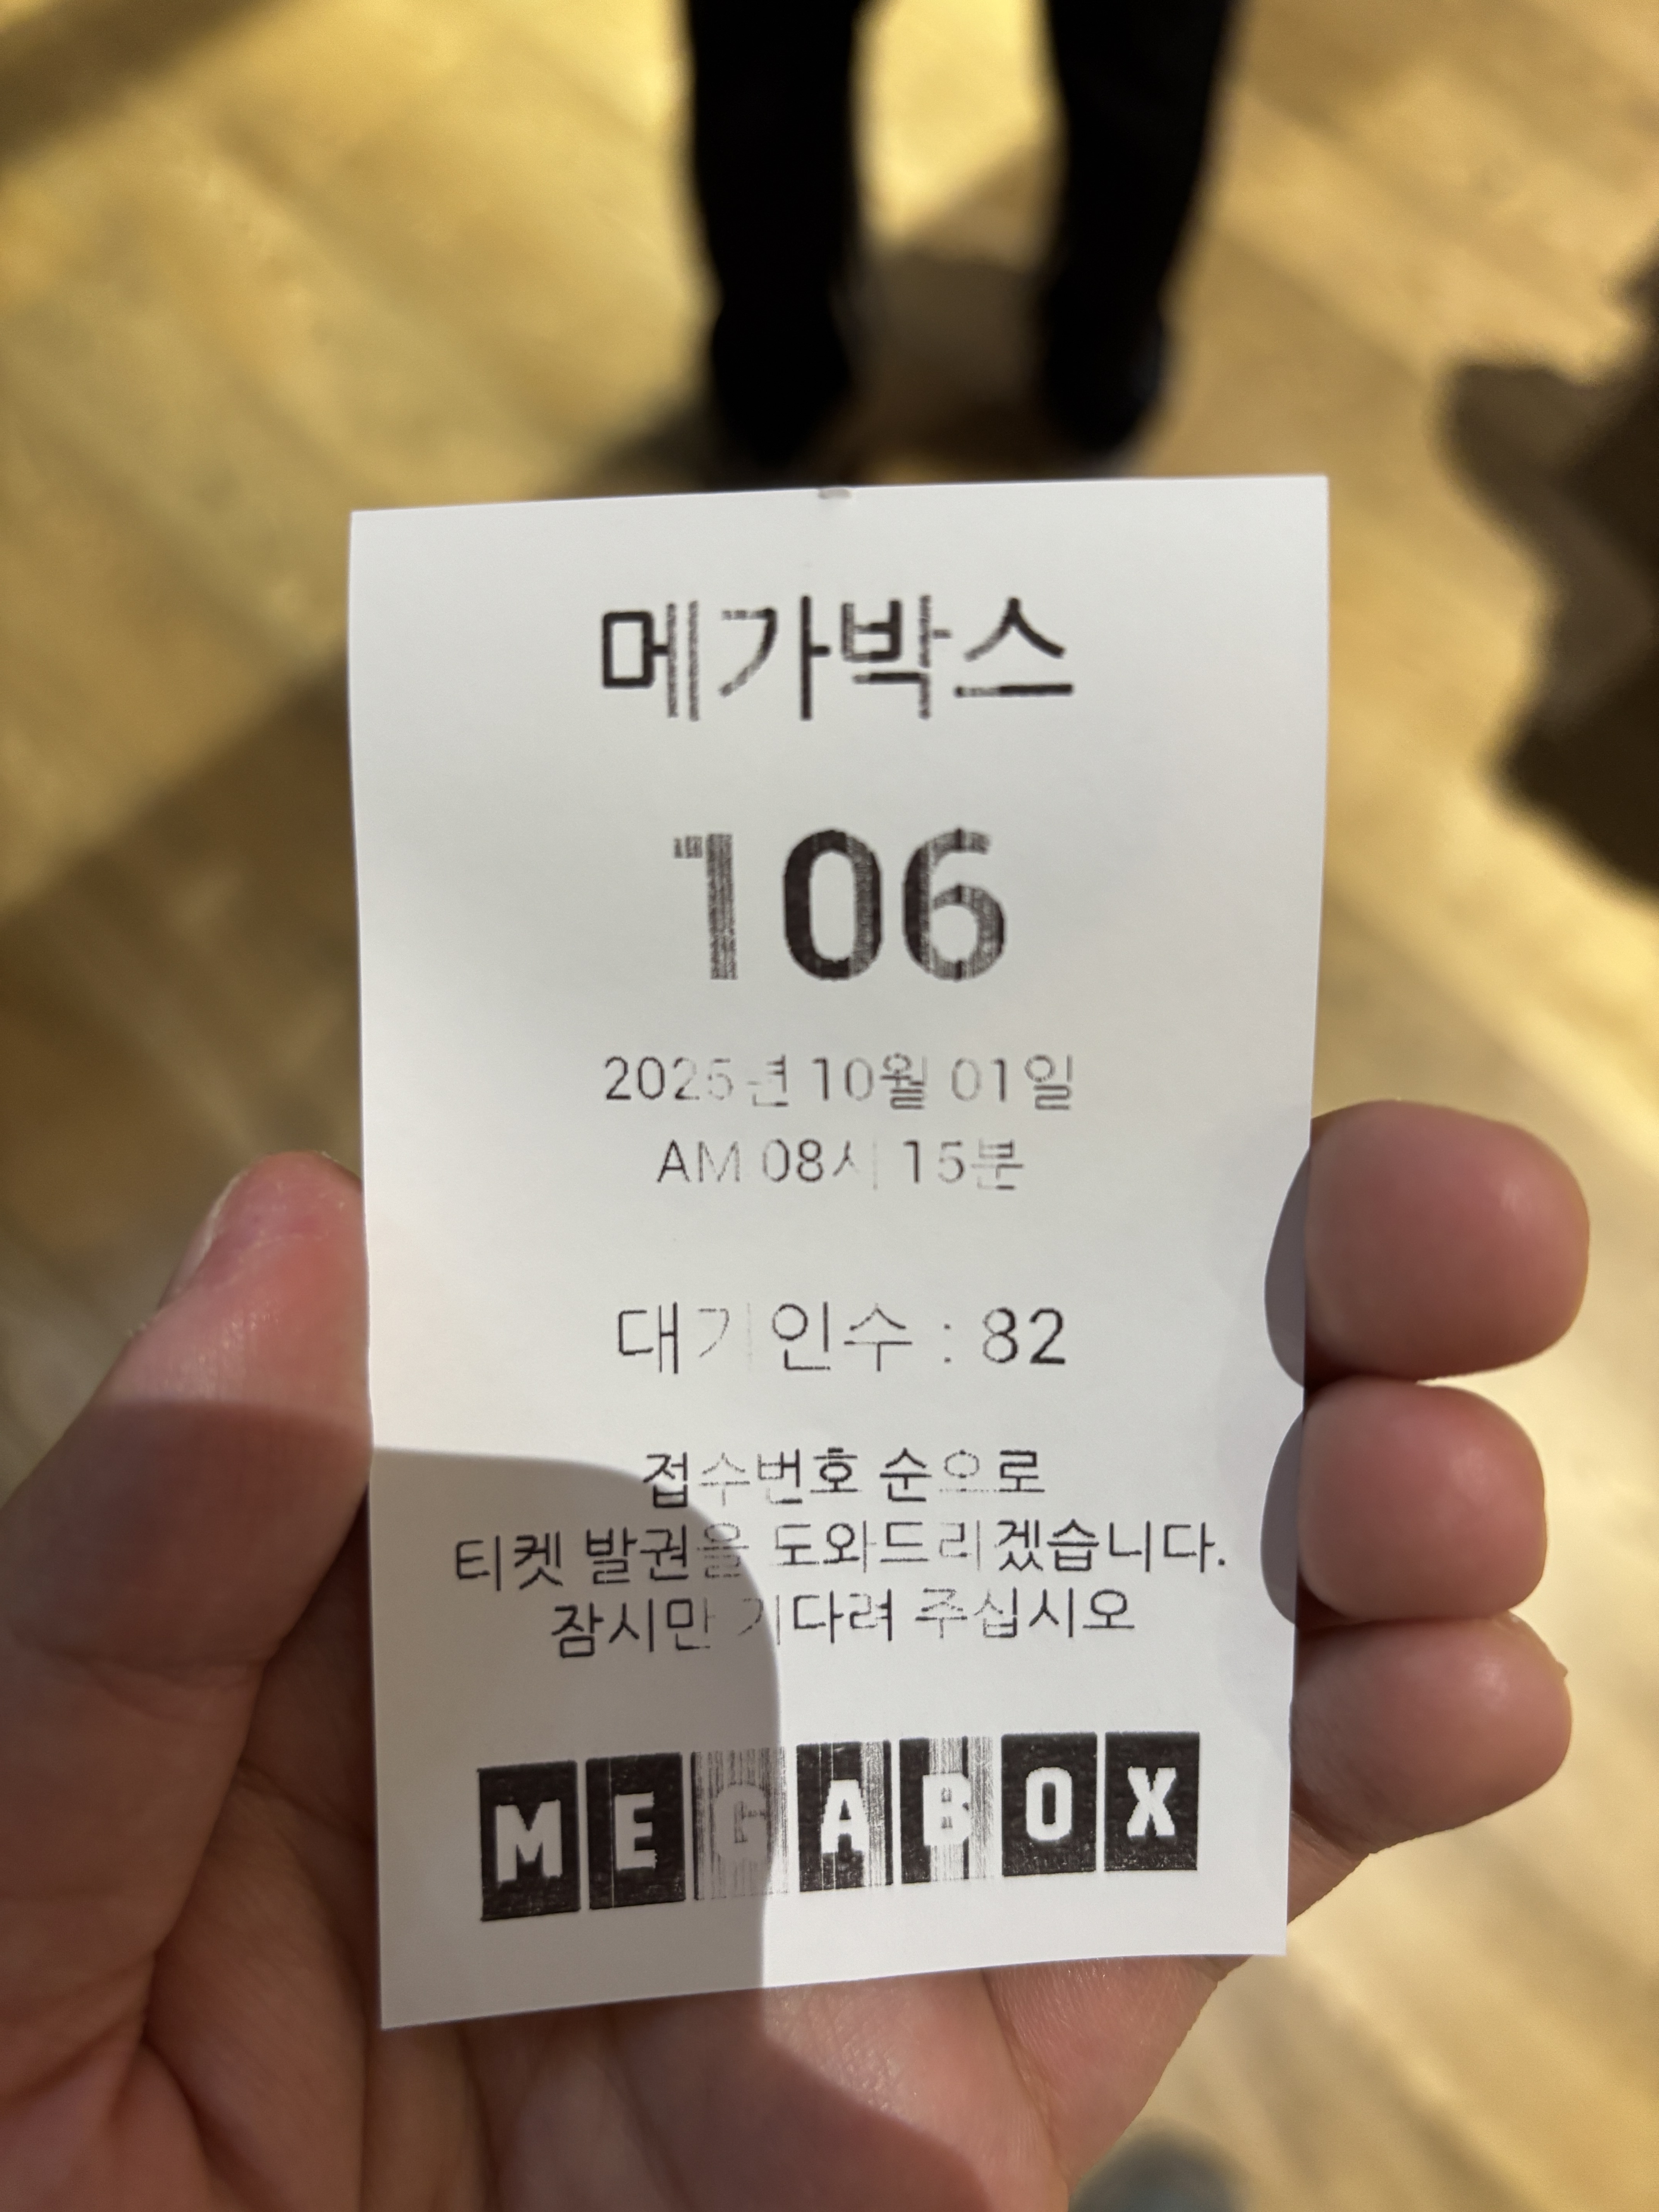 메가박스
106
2025년 10월 01일
AM 08시 15분
대기인수 : 82
접수번호 순으로
티켓 발권을 도와드리겠습니다.
잠시만 기다려 주십시오
MEGABOX